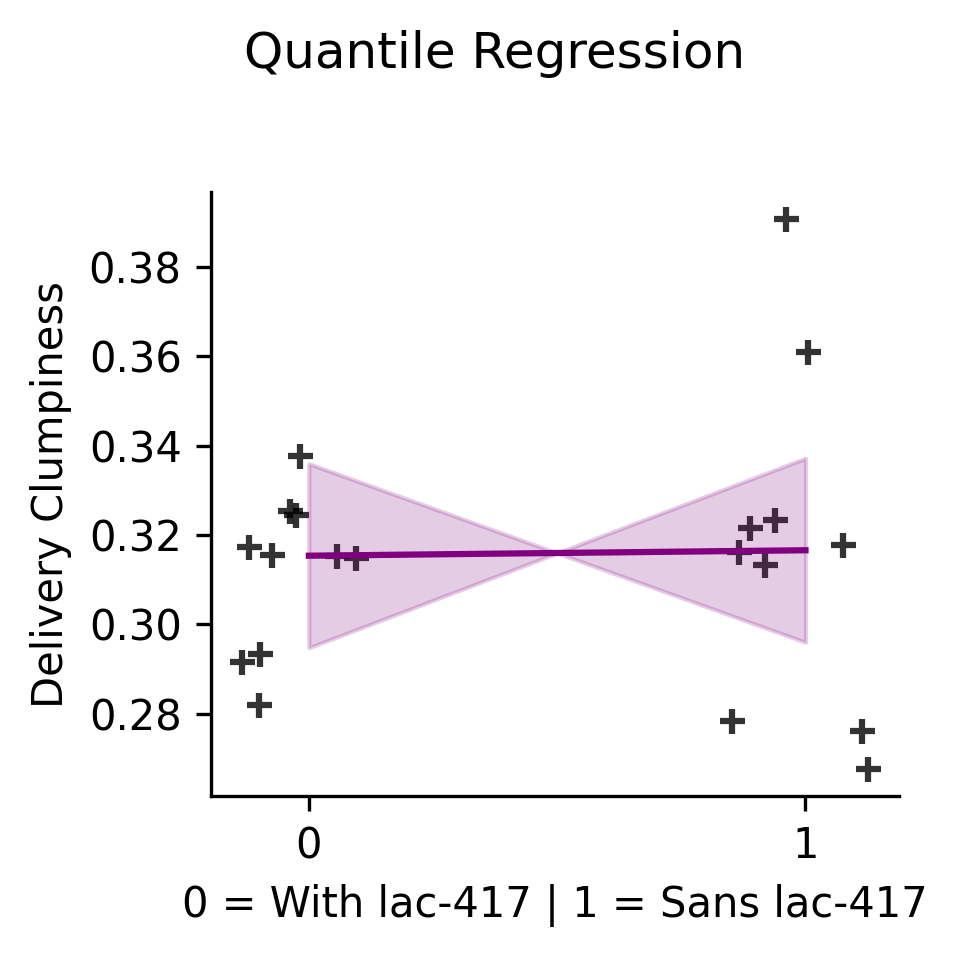 Quantile Regression
Delivery Clumpiness
0.38
0.36
0.34
0.32
0.30
0.28
0 1
0 = With lac-417 | 1 = Sans lac-417